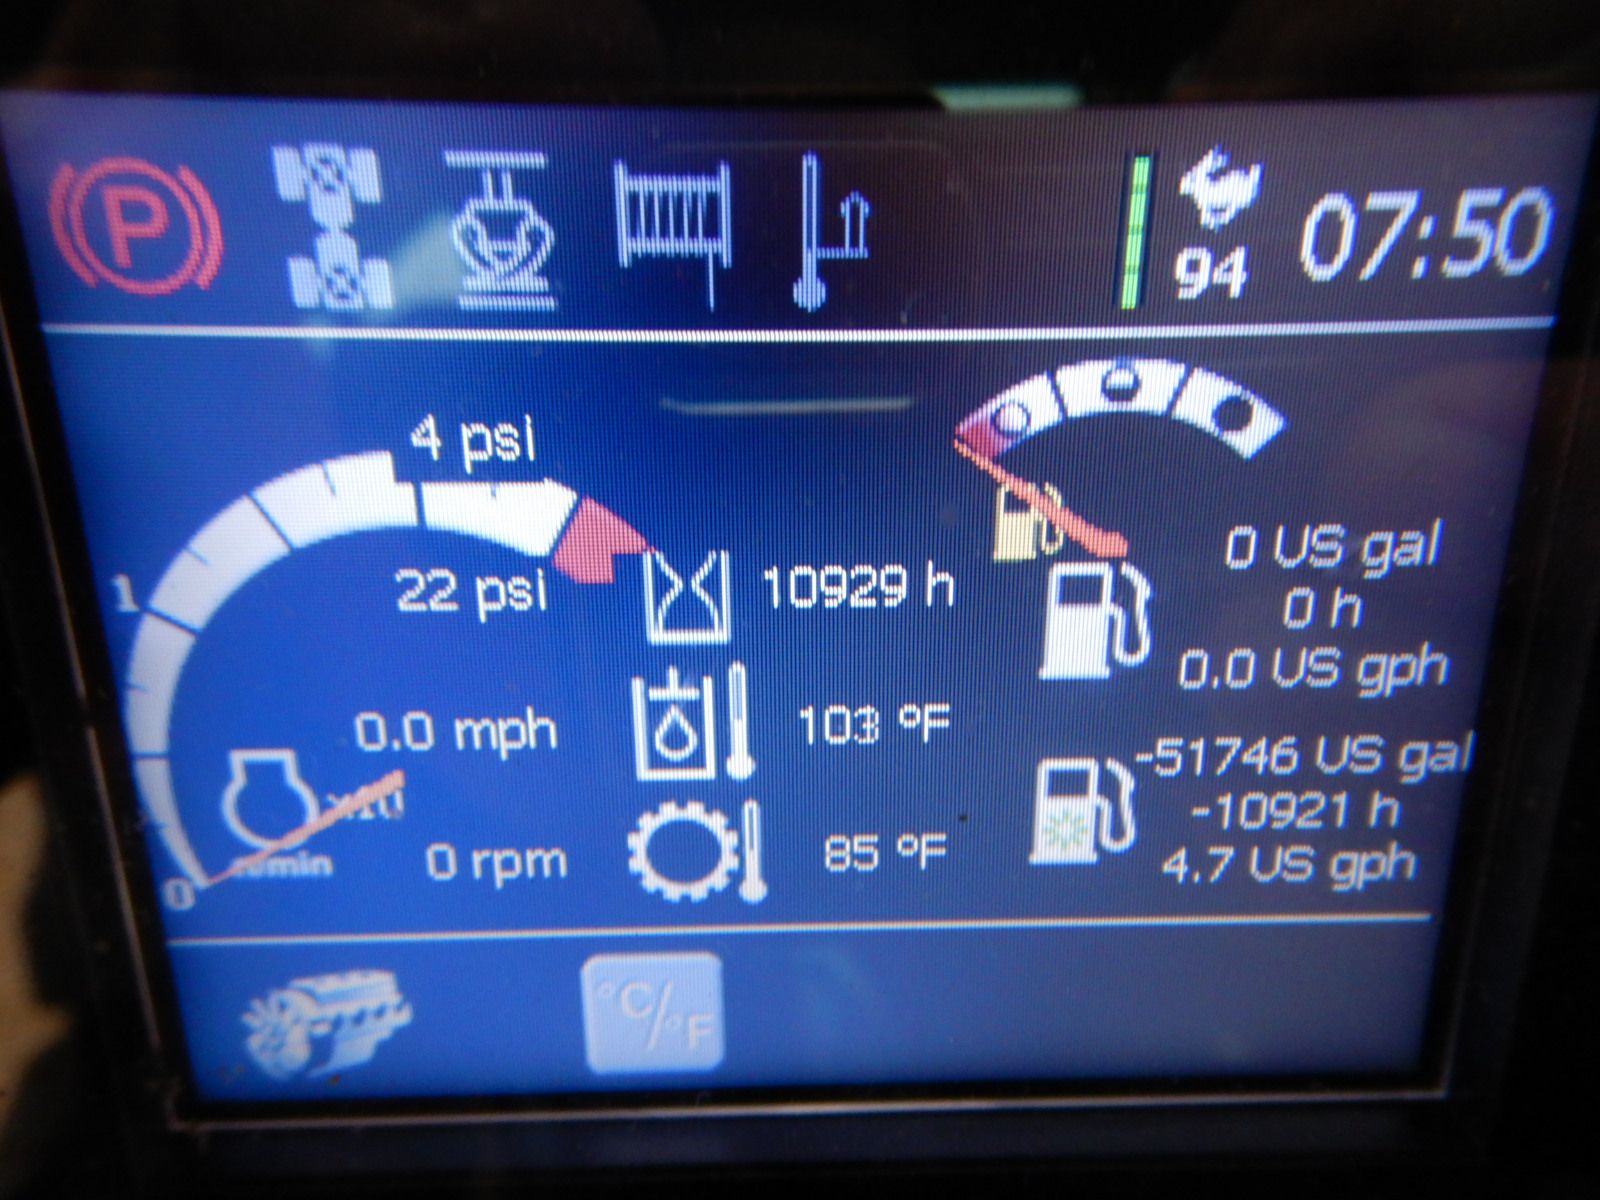 P
94
07:50
4 psi
22 psi
1
10929 h
0 US gal
0 h
0.0 US gph
0.0 mph
103 °F
-51746 US gal
-10921 h
4.7 US gph
x10
/min
0
0 rpm
85 °F
°C/°F